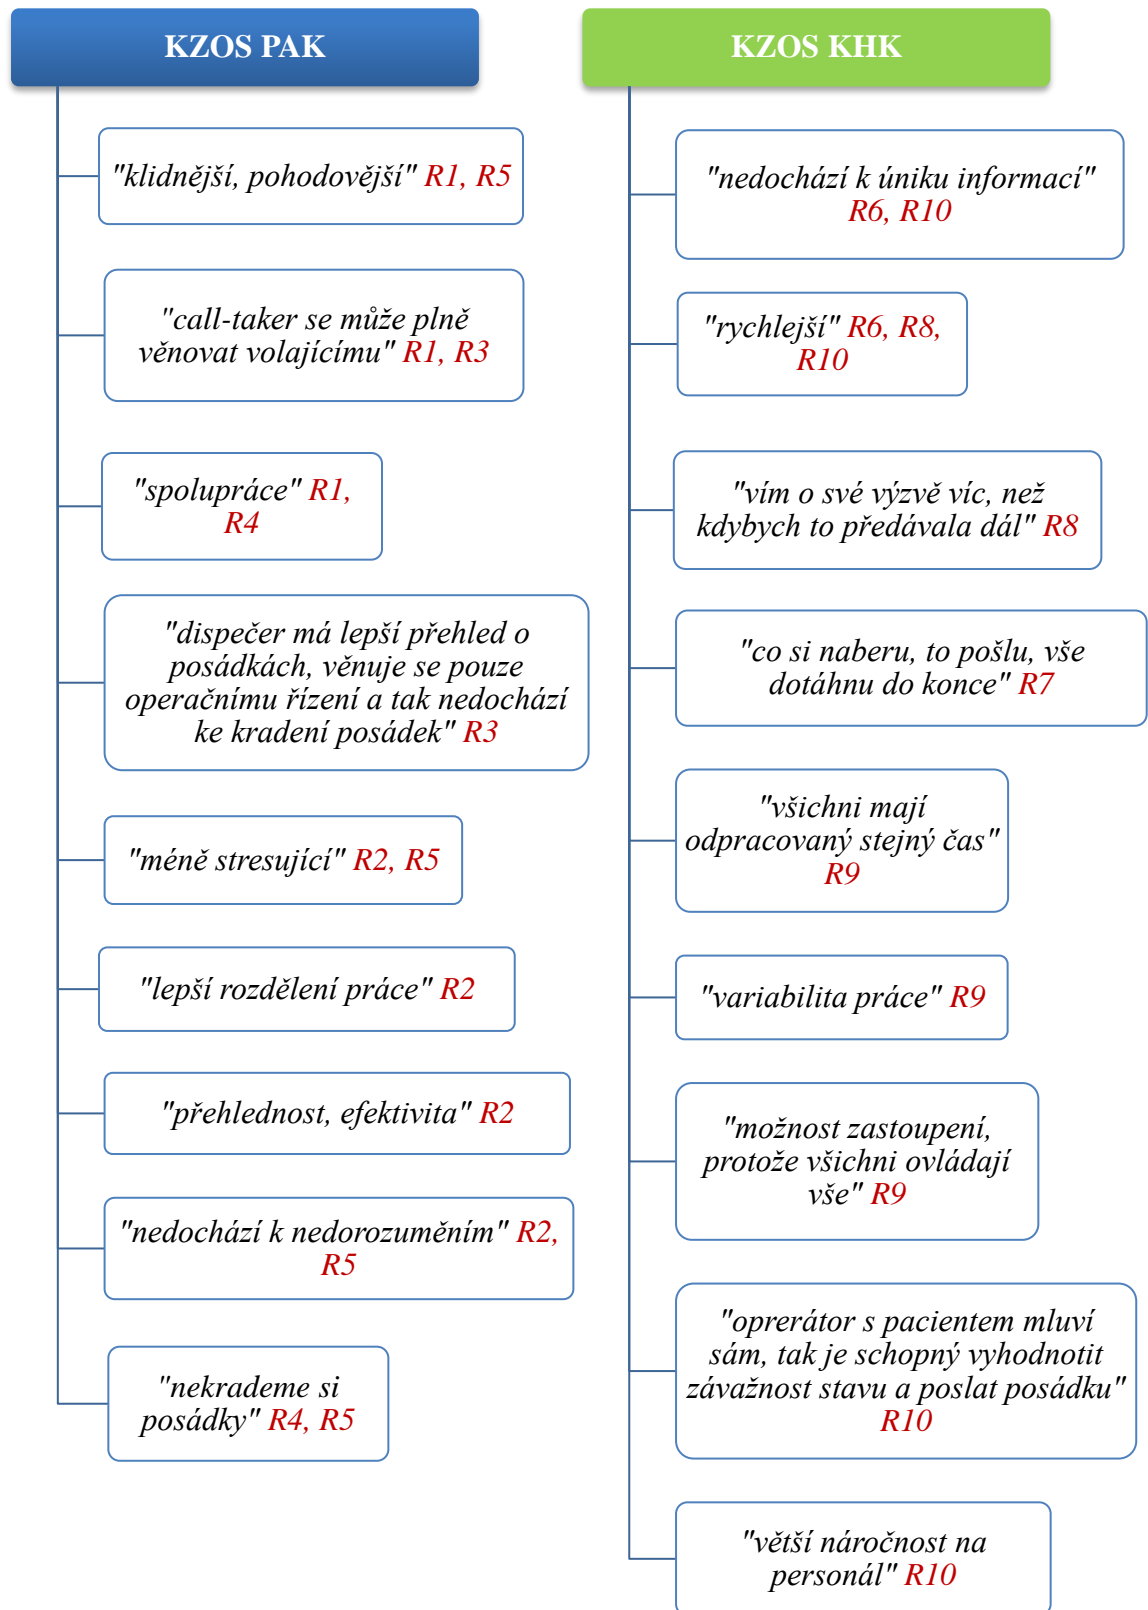 KZOS PAK
"klidnější, pohodovější" R1, R5
"call-taker se může plně
věnovat volajícímu" R1, R3
"spolupráce" R1,
R4
"dispečer má lepší přehled o
posádkách, věnuje se pouze
operačnímu řízení a tak nedochází
ke kradení posádek" R3
"méně stresující" R2, R5
"lepší rozdělení práce" R2
"přehlednost, efektivita" R2
"nedochází k nedorozuměním" R2,
R5
"nekrademe si
posádky" R4, R5
KZOS KHK
"nedochází k úniku informací"
R6, R10
"rychlejší" R6, R8,
R10
"vím o své výzvě víc, než
kdybych to předávala dál" R8
"co si naberu, to pošlu, vše
dotáhnu do konce" R7
"všichni mají
odpracovaný stejný čas"
R9
"variabilita práce" R9
"možnost zastoupení,
protože všichni ovládají
vše" R9
"oprerátor s pacientem mluví
sám, tak je schopný vyhodnotit
závažnost stavu a poslat posádku"
R10
"větší náročnost na
personál" R10